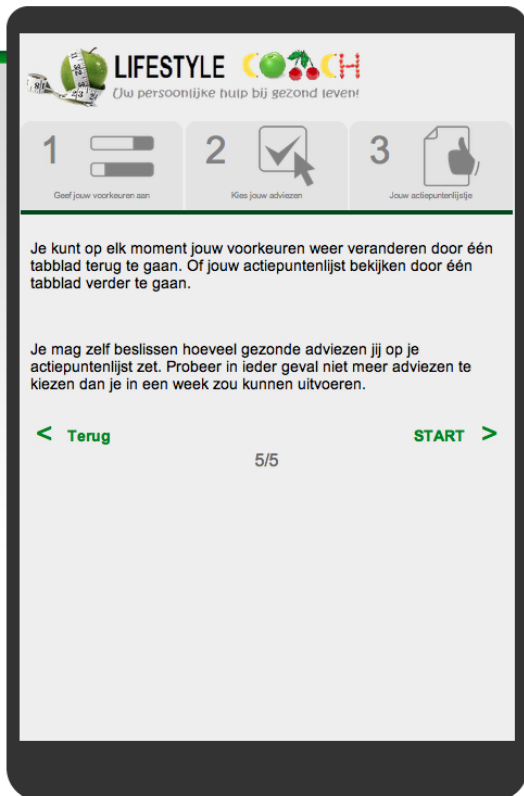 LIFESTYLE COACH
Uw persoonlijke hulp bij gezond leven!
1
2
3
Geef jouw voorkeuren aan
Kies jouw adviezen
Jouw actiepuntenlijstje
Je kunt op elk moment jouw voorkeuren weer veranderen door één
tabblad terug te gaan. Of jouw actiepuntenlijst bekijken door één
tabblad verder te gaan.
Je mag zelf beslissen hoeveel gezonde adviezen jij op je
actiepuntenlijst zet. Probeer in ieder geval niet meer adviezen te
kiezen dan je in een week zou kunnen uitvoeren.
< Terug
START >
5/5